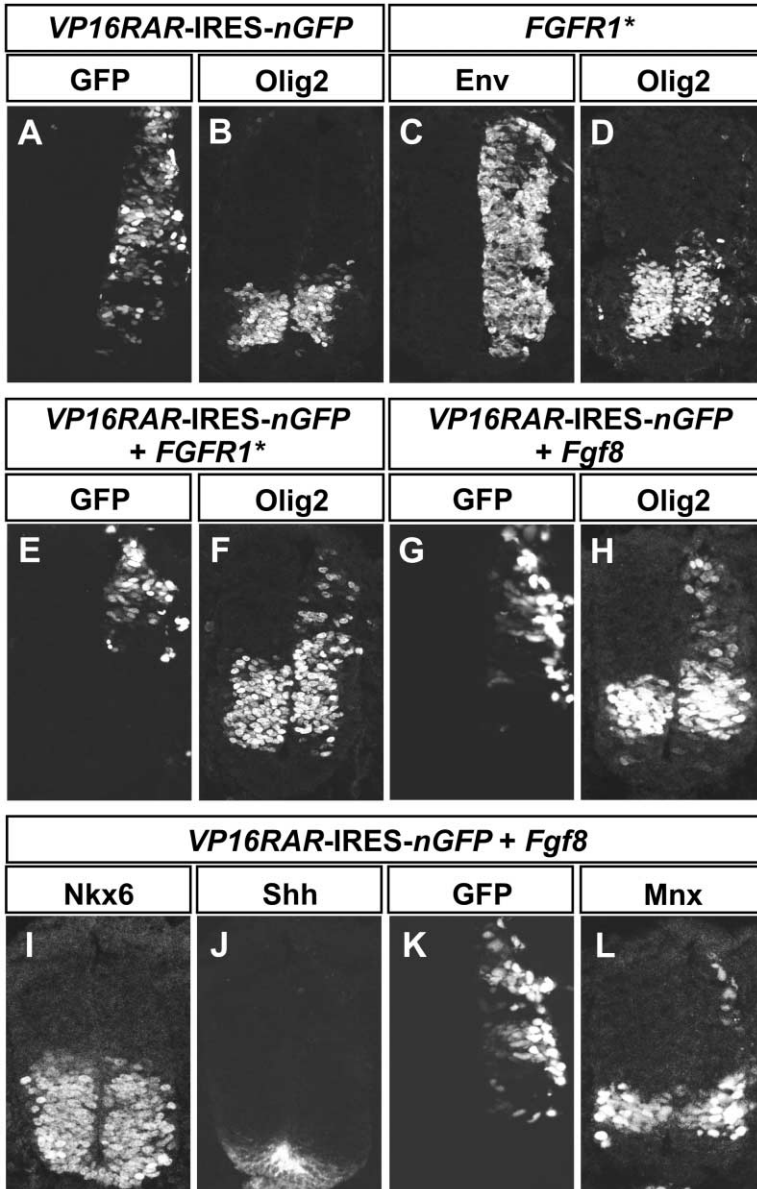 VP16RAR-IRES-nGFP FGFR1*
GFP Olig2 Env Olig2
A B C D
VP16RAR-IRES-nGFP VP16RAR-IRES-nGFP
+ FGFR1* + Fgf8
GFP Olig2 GFP Olig2
E F G H
VP16RAR-IRES-nGFP + Fgf8
Nkx6 Shh GFP Mnx
I J K L